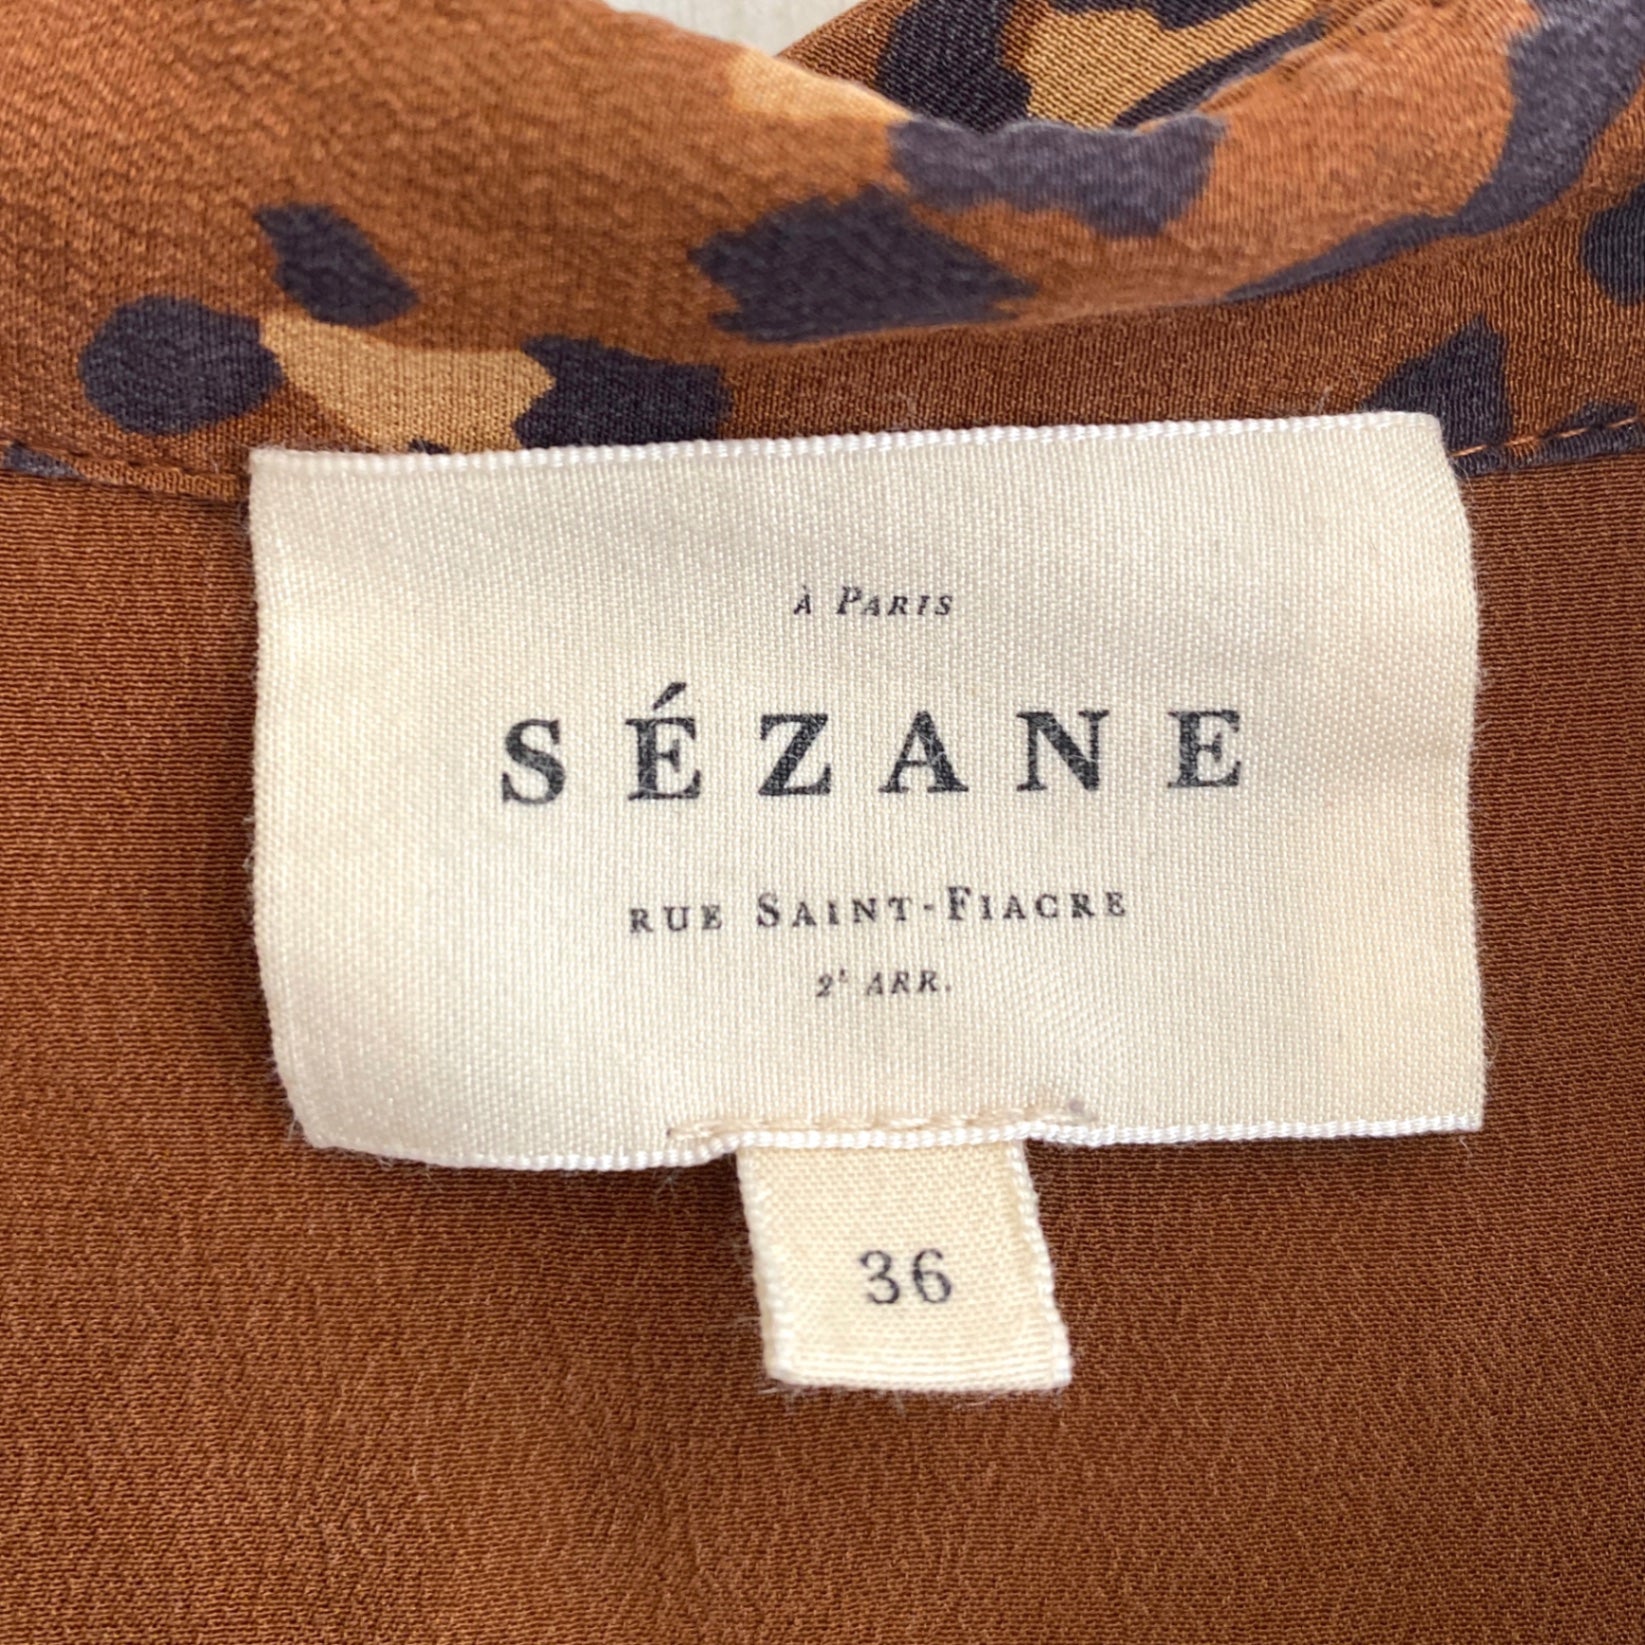 À PARIS
SÉZANE
RUE SAINT-FIACRE
2E ARR.
36